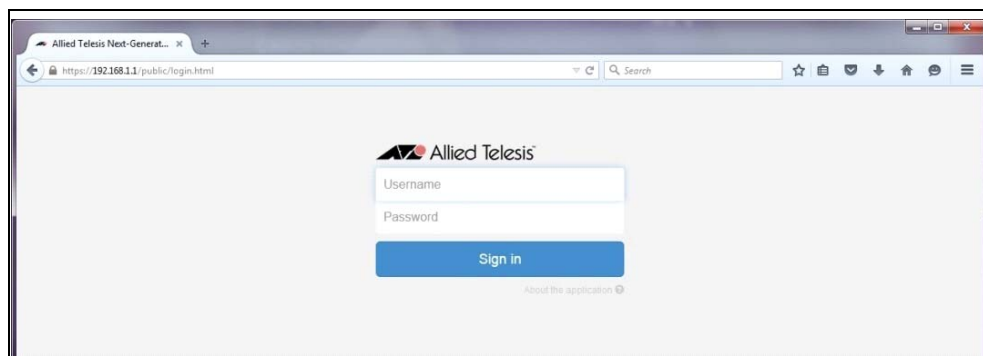 Allied Telesis Next-Generat...
https://192.168.1.1/public/login.html
Search
Allied Telesis
Username
Password
Sign in
About the application